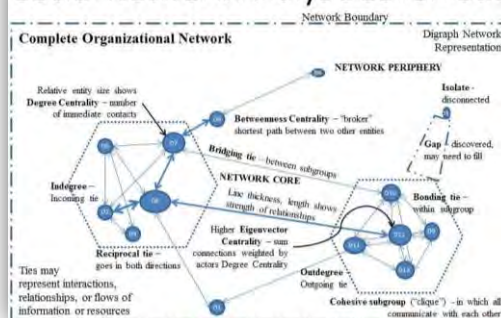 Network Boundary
Complete Organizational Network
Digraph Network
Representation
NETWORK PERIPHERY
Relative entity size shows
Degree Centrality – number
of immediate contacts
Isolate -
disconnected
Betweenness Centrality – "broker"
shortest path between two other entities
Gap – discovered,
may need to fill
Bridging tie – between subgroups
NETWORK CORE
Indegree –
Incoming tie
Line thickness, length shows
strength of relationships
Bonding tie –
within subgroup
Higher Eigenvector
Centrality – sum
connections weighted by
actors Degree Centrality
Reciprocal tie –
goes in both directions
Outdegree –
Outgoing tie
Ties may
represent interactions,
relationships, or flows of
information or resources
Cohesive subgroup ("clique") – in which all
communicate with each other